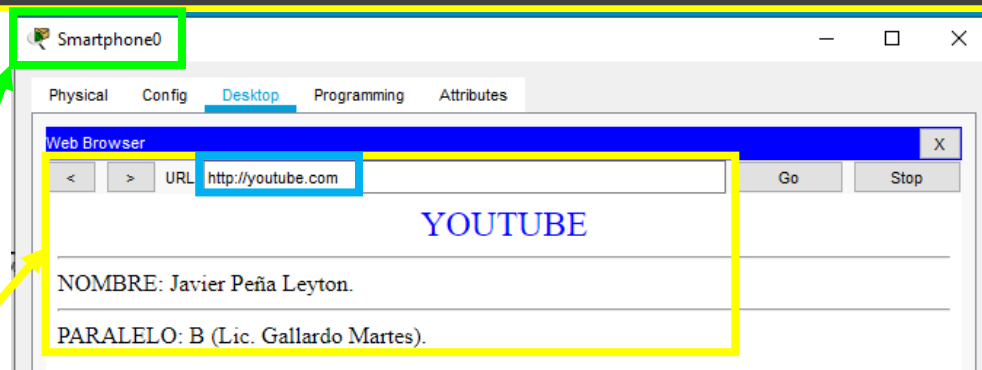 Smartphone0
Physical Config Desktop Programming Attributes
Web Browser X
< > URL http://youtube.com Go Stop
YOUTUBE
NOMBRE: Javier Peña Leyton.
PARALELO: B (Lic. Gallardo Martes).